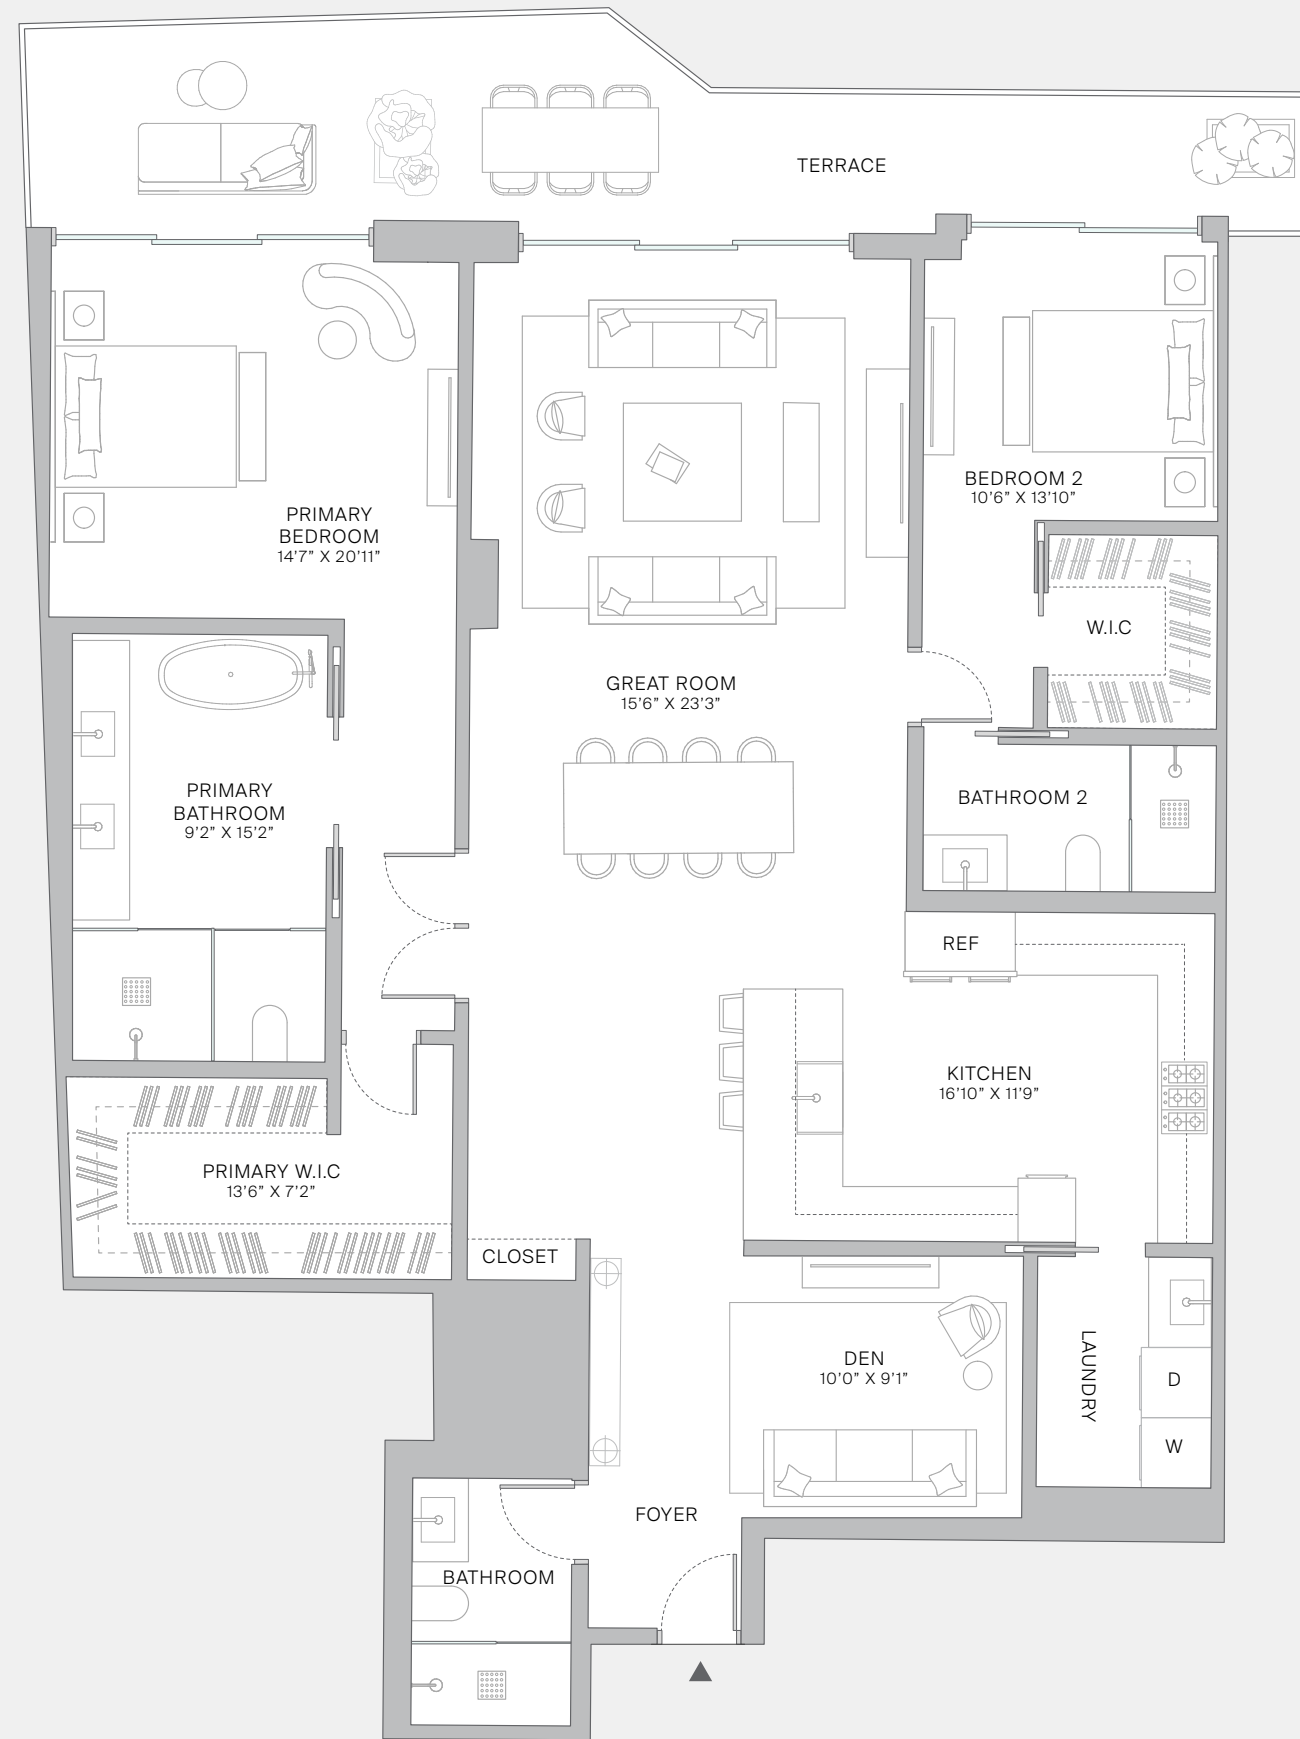 TERRACE
BEDROOM 2
10'6" X 13'10"
PRIMARY
BEDROOM
14'7" X 20'11"
W.I.C
GREAT ROOM
15'6" X 23'3"
PRIMARY
BATHROOM
9'2" X 15'2"
BATHROOM 2
REF
KITCHEN
16'10" X 11'9"
PRIMARY W.I.C
13'6" X 7'2"
CLOSET
DEN
10'0" X 9'1"
LAUNDRY
D
W
FOYER
BATHROOM